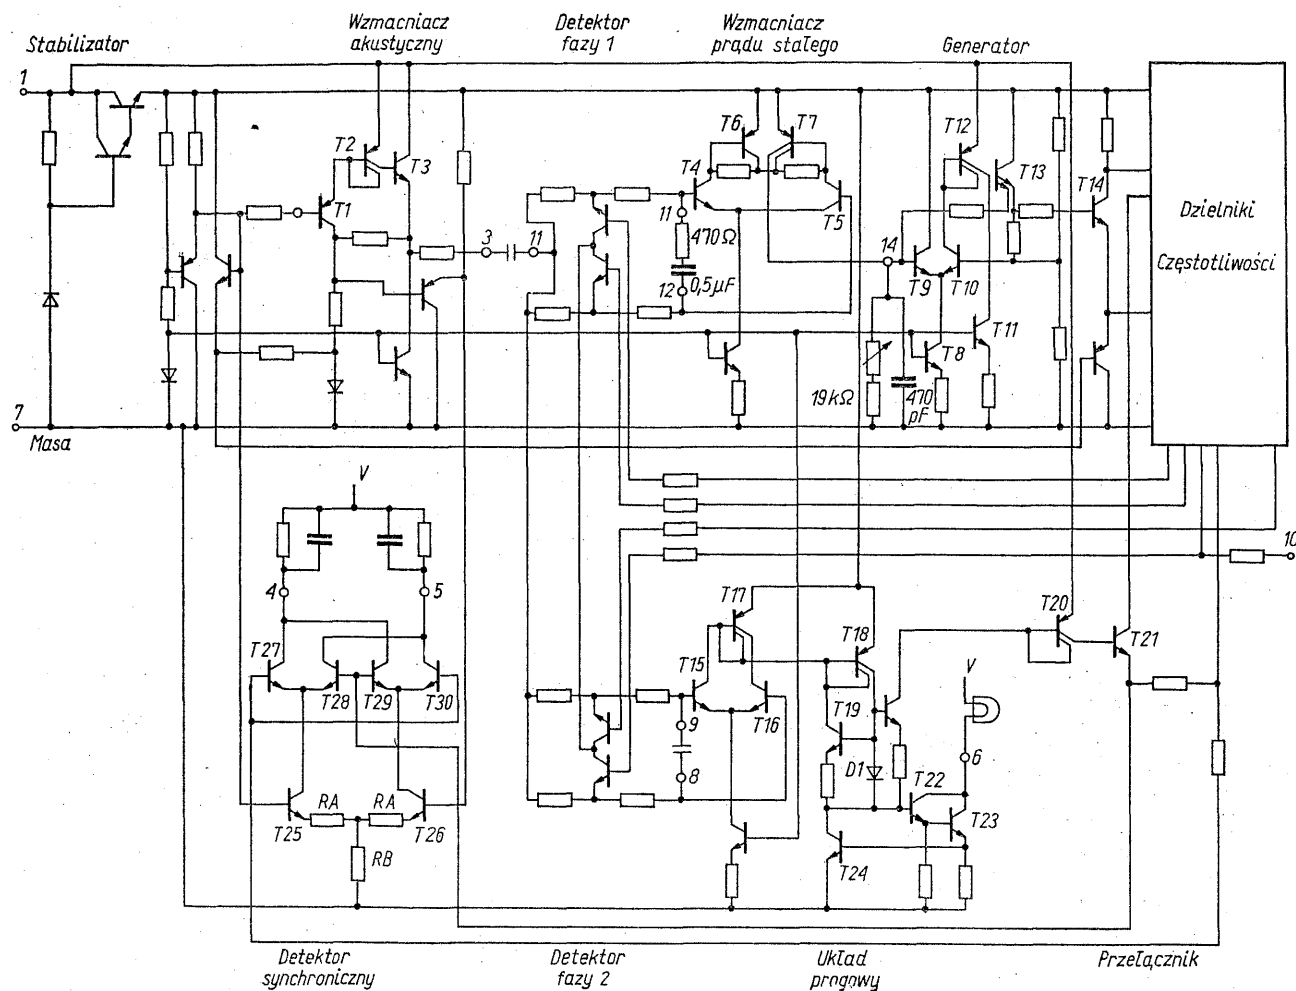 Stabilizator
Wzmacniacz
akustyczny
Detektor
fazy 1
Wzmacniacz
prądu stałego
Generator
1
T2
T3
T1
3
11
T6
T7
T4
T5
11
470Ω
0,5μF
12
T12
T13
T14
14
T9
T10
T11
T8
19kΩ
470
pF
Dzielniki
Częstotliwości
7
Masa
V
4
5
10
T27
T28
T29
T30
T25
RA
RA
T26
RB
T17
T15
T16
9
8
T18
T19
D1
T22
T23
T24
V
6
T20
T21
Detektor
synchroniczny
Detektor
fazy 2
Układ
progowy
Przełącznik